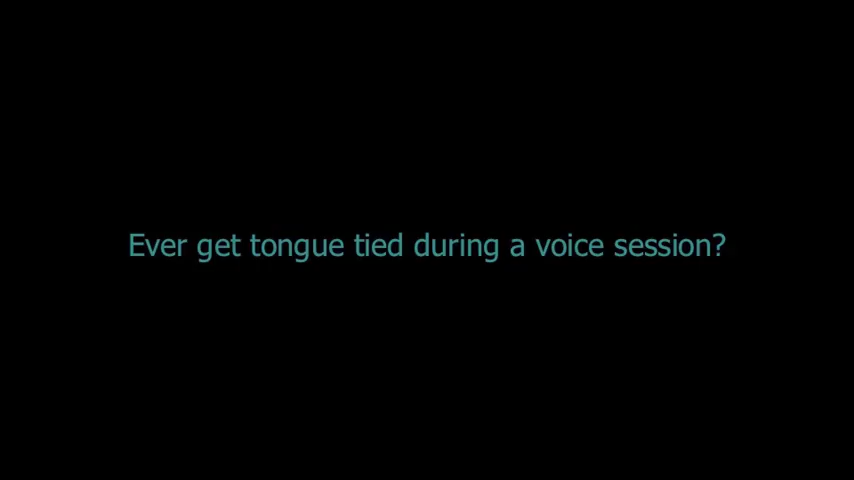 Ever get tongue tied during a voice session?